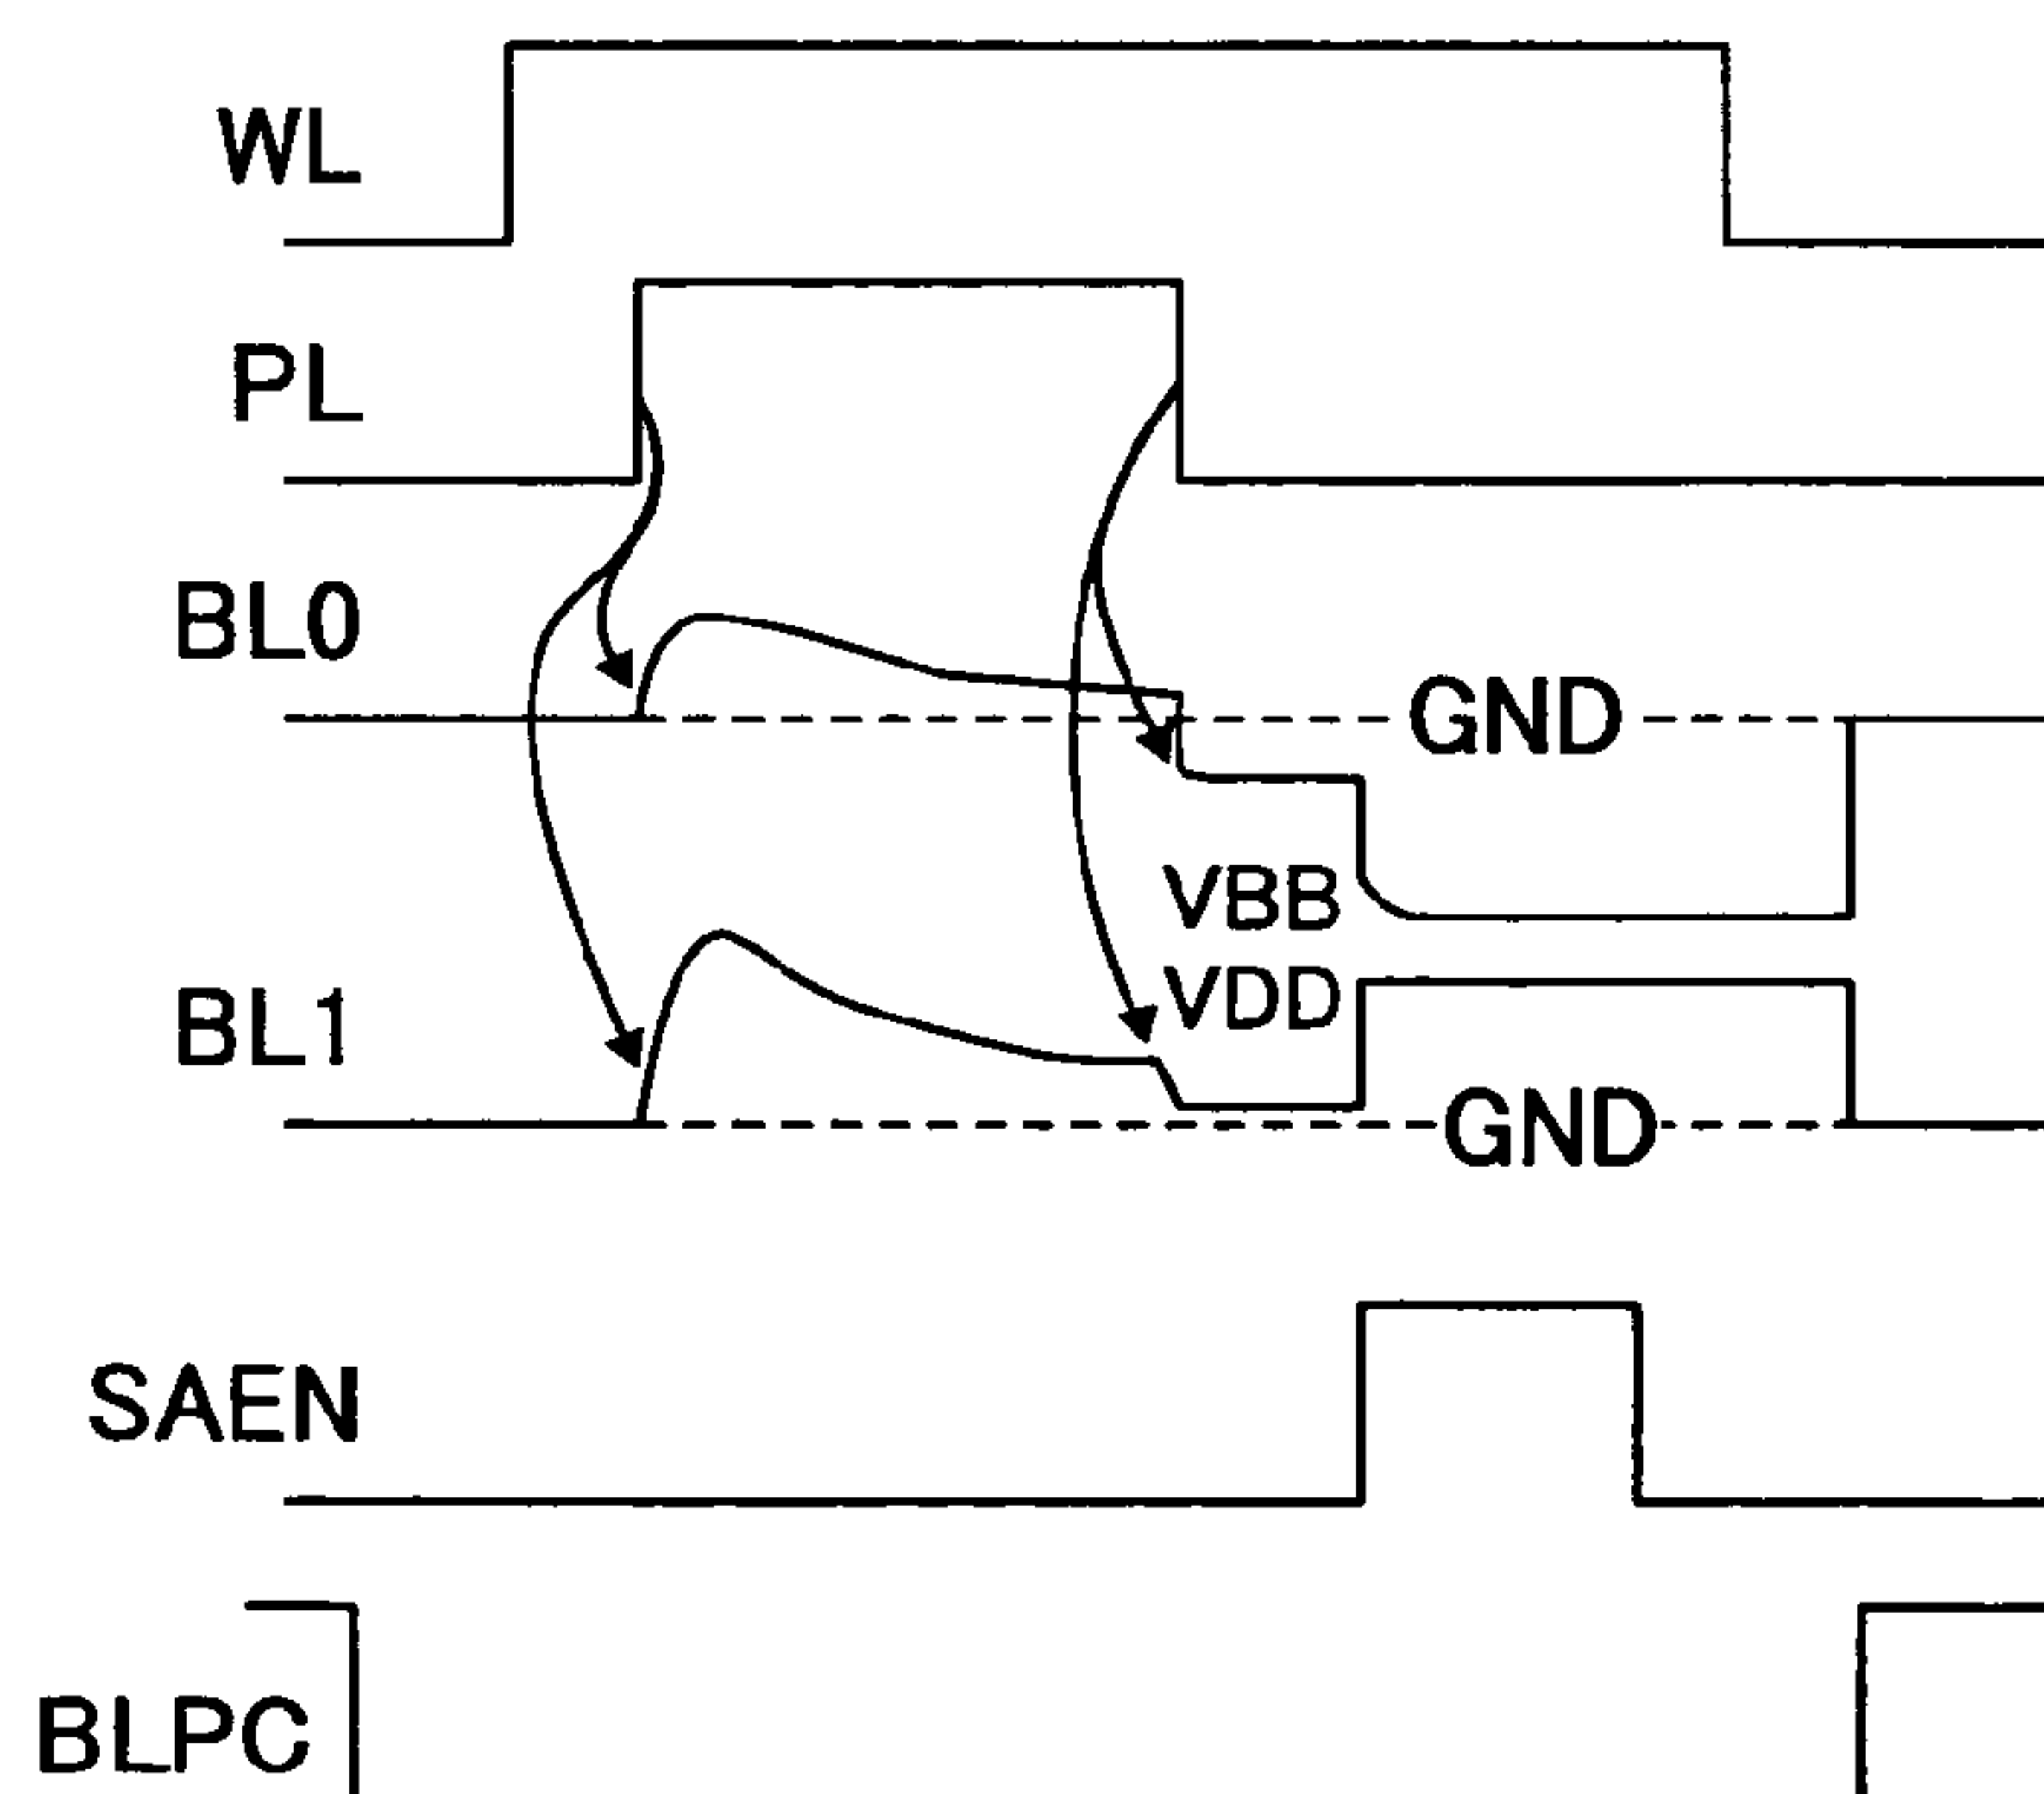 WL
PL
BL0
GND
VBB
VDD
BL1
GND
SAEN
BLPC